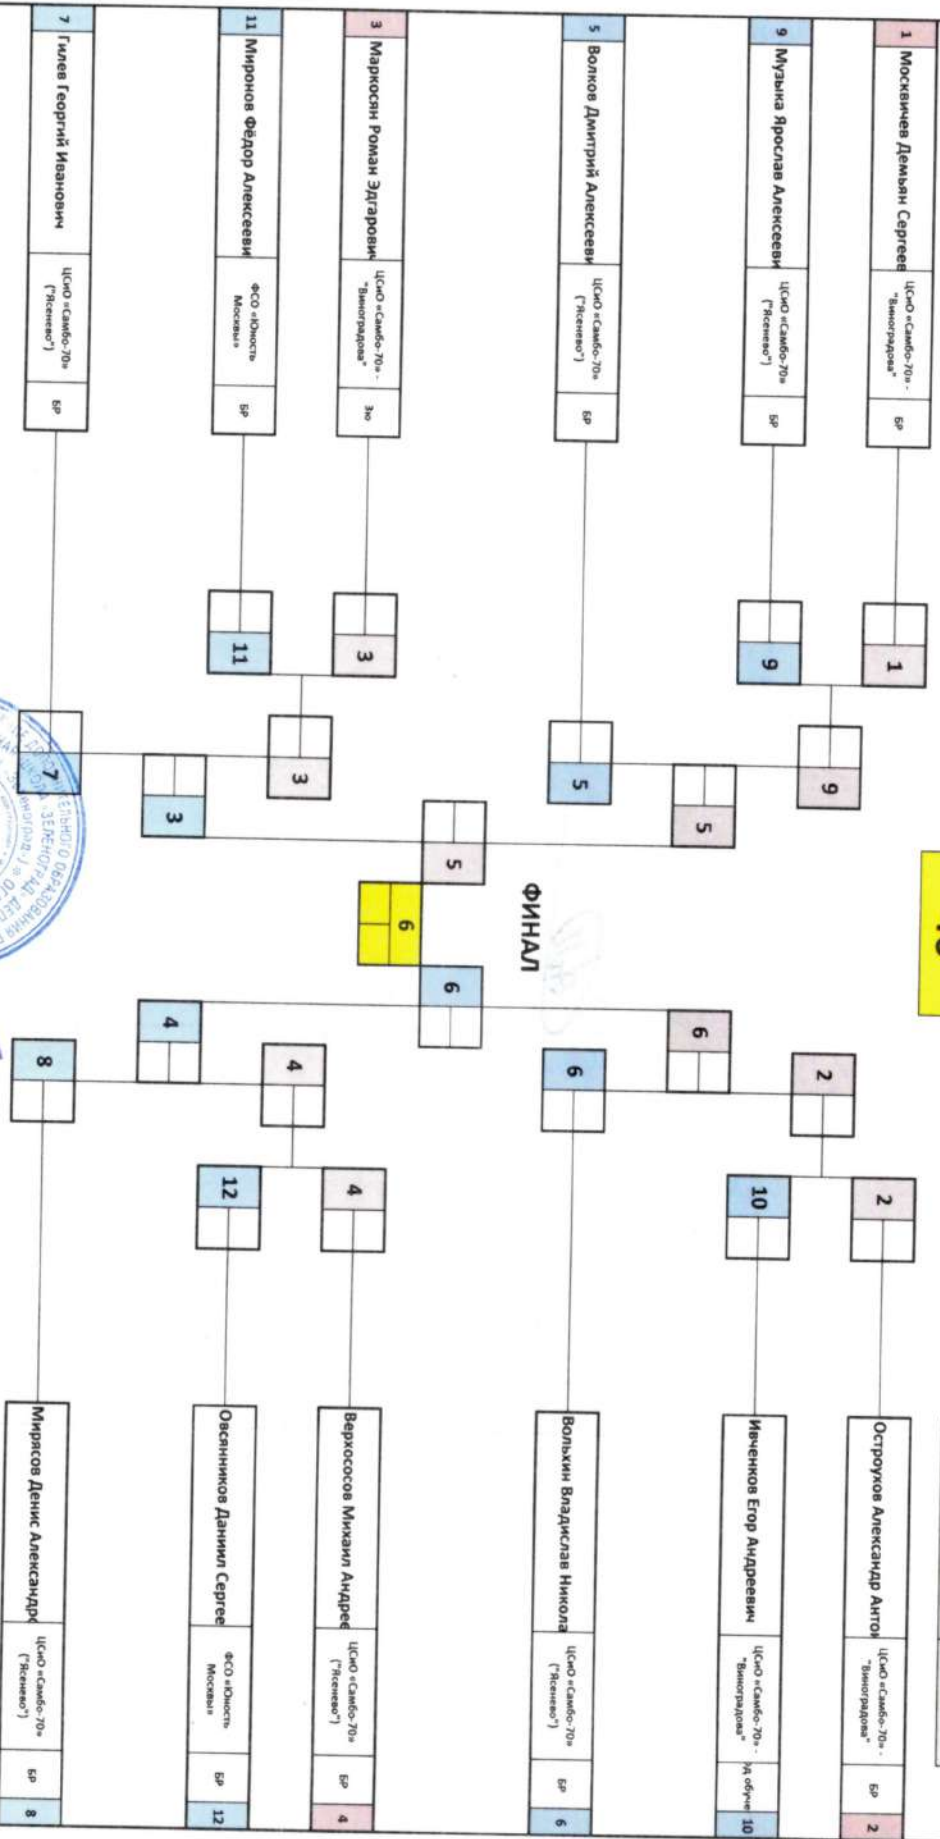 1 Москвичев Демьян Сергеев ЦСиО «Самбо-70» - "Виноградова" БР
9 Музыка Ярослав Алексееви ЦСиО «Самбо-70» ("Ясенево") БР
5 Волков Дмитрий Алексееви ЦСиО «Самбо-70» ("Ясенево") БР
3 Маркосян Роман Эдгарович ЦСиО «Самбо-70» - "Виноградова" 3ю
11 Миронов Фёдор Алексееви ФСО «Юность Москвы» БР
7 Гилев Георгий Иванович ЦСиО «Самбо-70» ("Ясенево") БР
1
9
9
5
5
3
11
3
7
3
5
ФИНАЛ
6
6
2
10
2
6
6
4
12
4
8
4
Остроухов Александр Антон ЦСиО «Самбо-70» - "Виноградова" БР 2
Ивченков Егор Андреевич ЦСиО «Самбо-70» - "Виноградова" од обуче 10
Вольхин Владислав Никола ЦСиО «Самбо-70» ("Ясенево") БР 6
Верхососов Михаил Андрее ЦСиО «Самбо-70» ("Ясенево") БР 4
Овсянников Даниил Сергее ФСО «Юность Москвы» БР 12
Мирясов Денис Александро ЦСиО «Самбо-70» ("Ясенево") БР 8